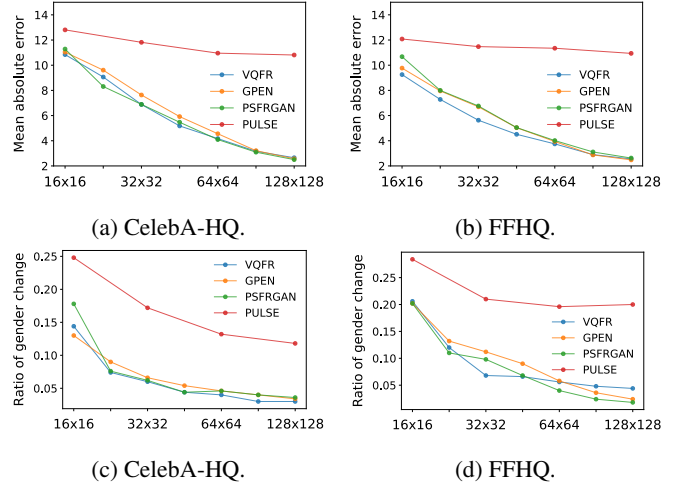 14
12
10
8
6
4
2
Mean absolute error
VQFR
GPEN
PSFRGAN
PULSE
16x16 32x32 64x64 128x128
(a) CelebA-HQ.
14
12
10
8
6
4
2
Mean absolute error
VQFR
GPEN
PSFRGAN
PULSE
16x16 32x32 64x64 128x128
(b) FFHQ.
0.25
0.20
0.15
0.10
0.05
Ratio of gender change
VQFR
GPEN
PSFRGAN
PULSE
16x16 32x32 64x64 128x128
(c) CelebA-HQ.
0.25
0.20
0.15
0.10
0.05
Ratio of gender change
VQFR
GPEN
PSFRGAN
PULSE
16x16 32x32 64x64 128x128
(d) FFHQ.